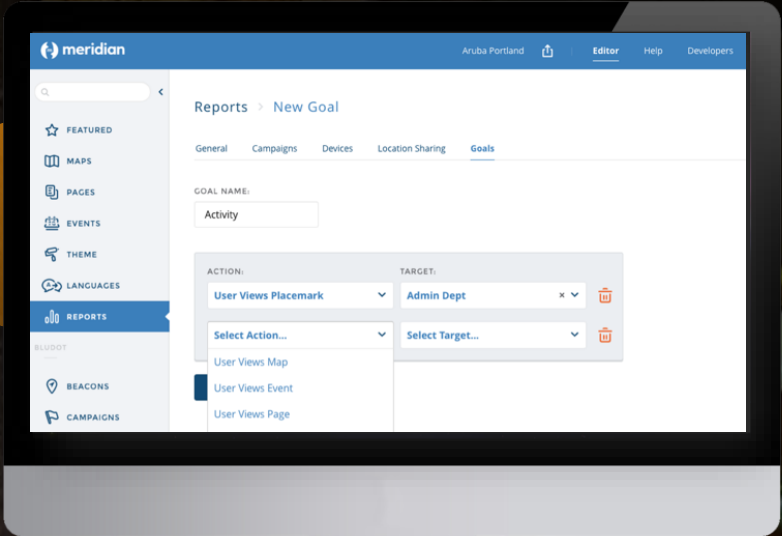 meridian
Aruba Portland
Editor
Help
Developers
FEATURED
MAPS
PAGES
EVENTS
THEME
LANGUAGES
REPORTS
BLUDOT
BEACONS
CAMPAIGNS
Reports > New Goal
General Campaigns Devices Location Sharing Goals
GOAL NAME:
Activity
ACTION: TARGET:
User Views Placemark Admin Dept ×
Select Action... Select Target...
User Views Map
User Views Event
User Views Page